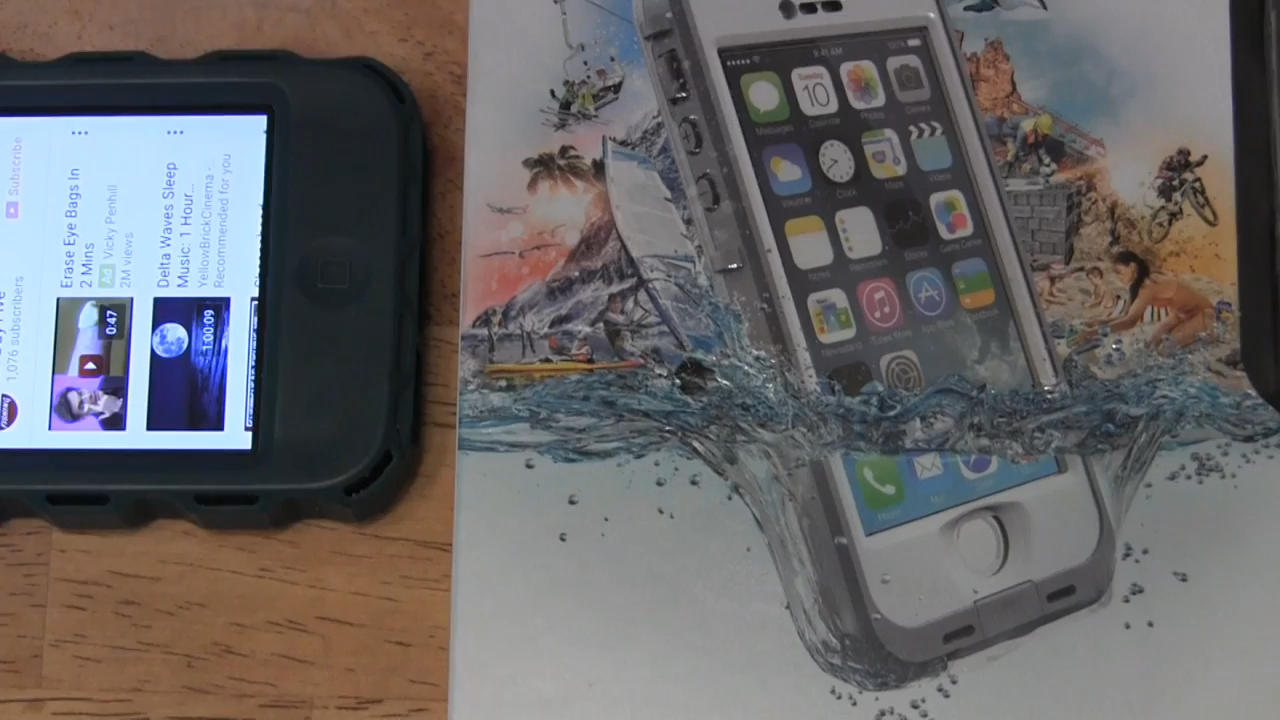 Subscribe
1,076 subscribers
Erase Eye Bags In
2 Mins
Ad Vicky Penhill
2M views
0:47
Delta Waves Sleep
Music: 1 Hour...
YellowBrickCinema -
Recommended for you
1:00:09
9:41 AM
100%
Messages
Tuesday
10
Calendar
Photos
Camera
Weather
Clock
Maps
Videos
Notes
Reminders
Stocks
Game Center
Newsstand
iTunes Store
App Store
Passbook
Phone
Mail